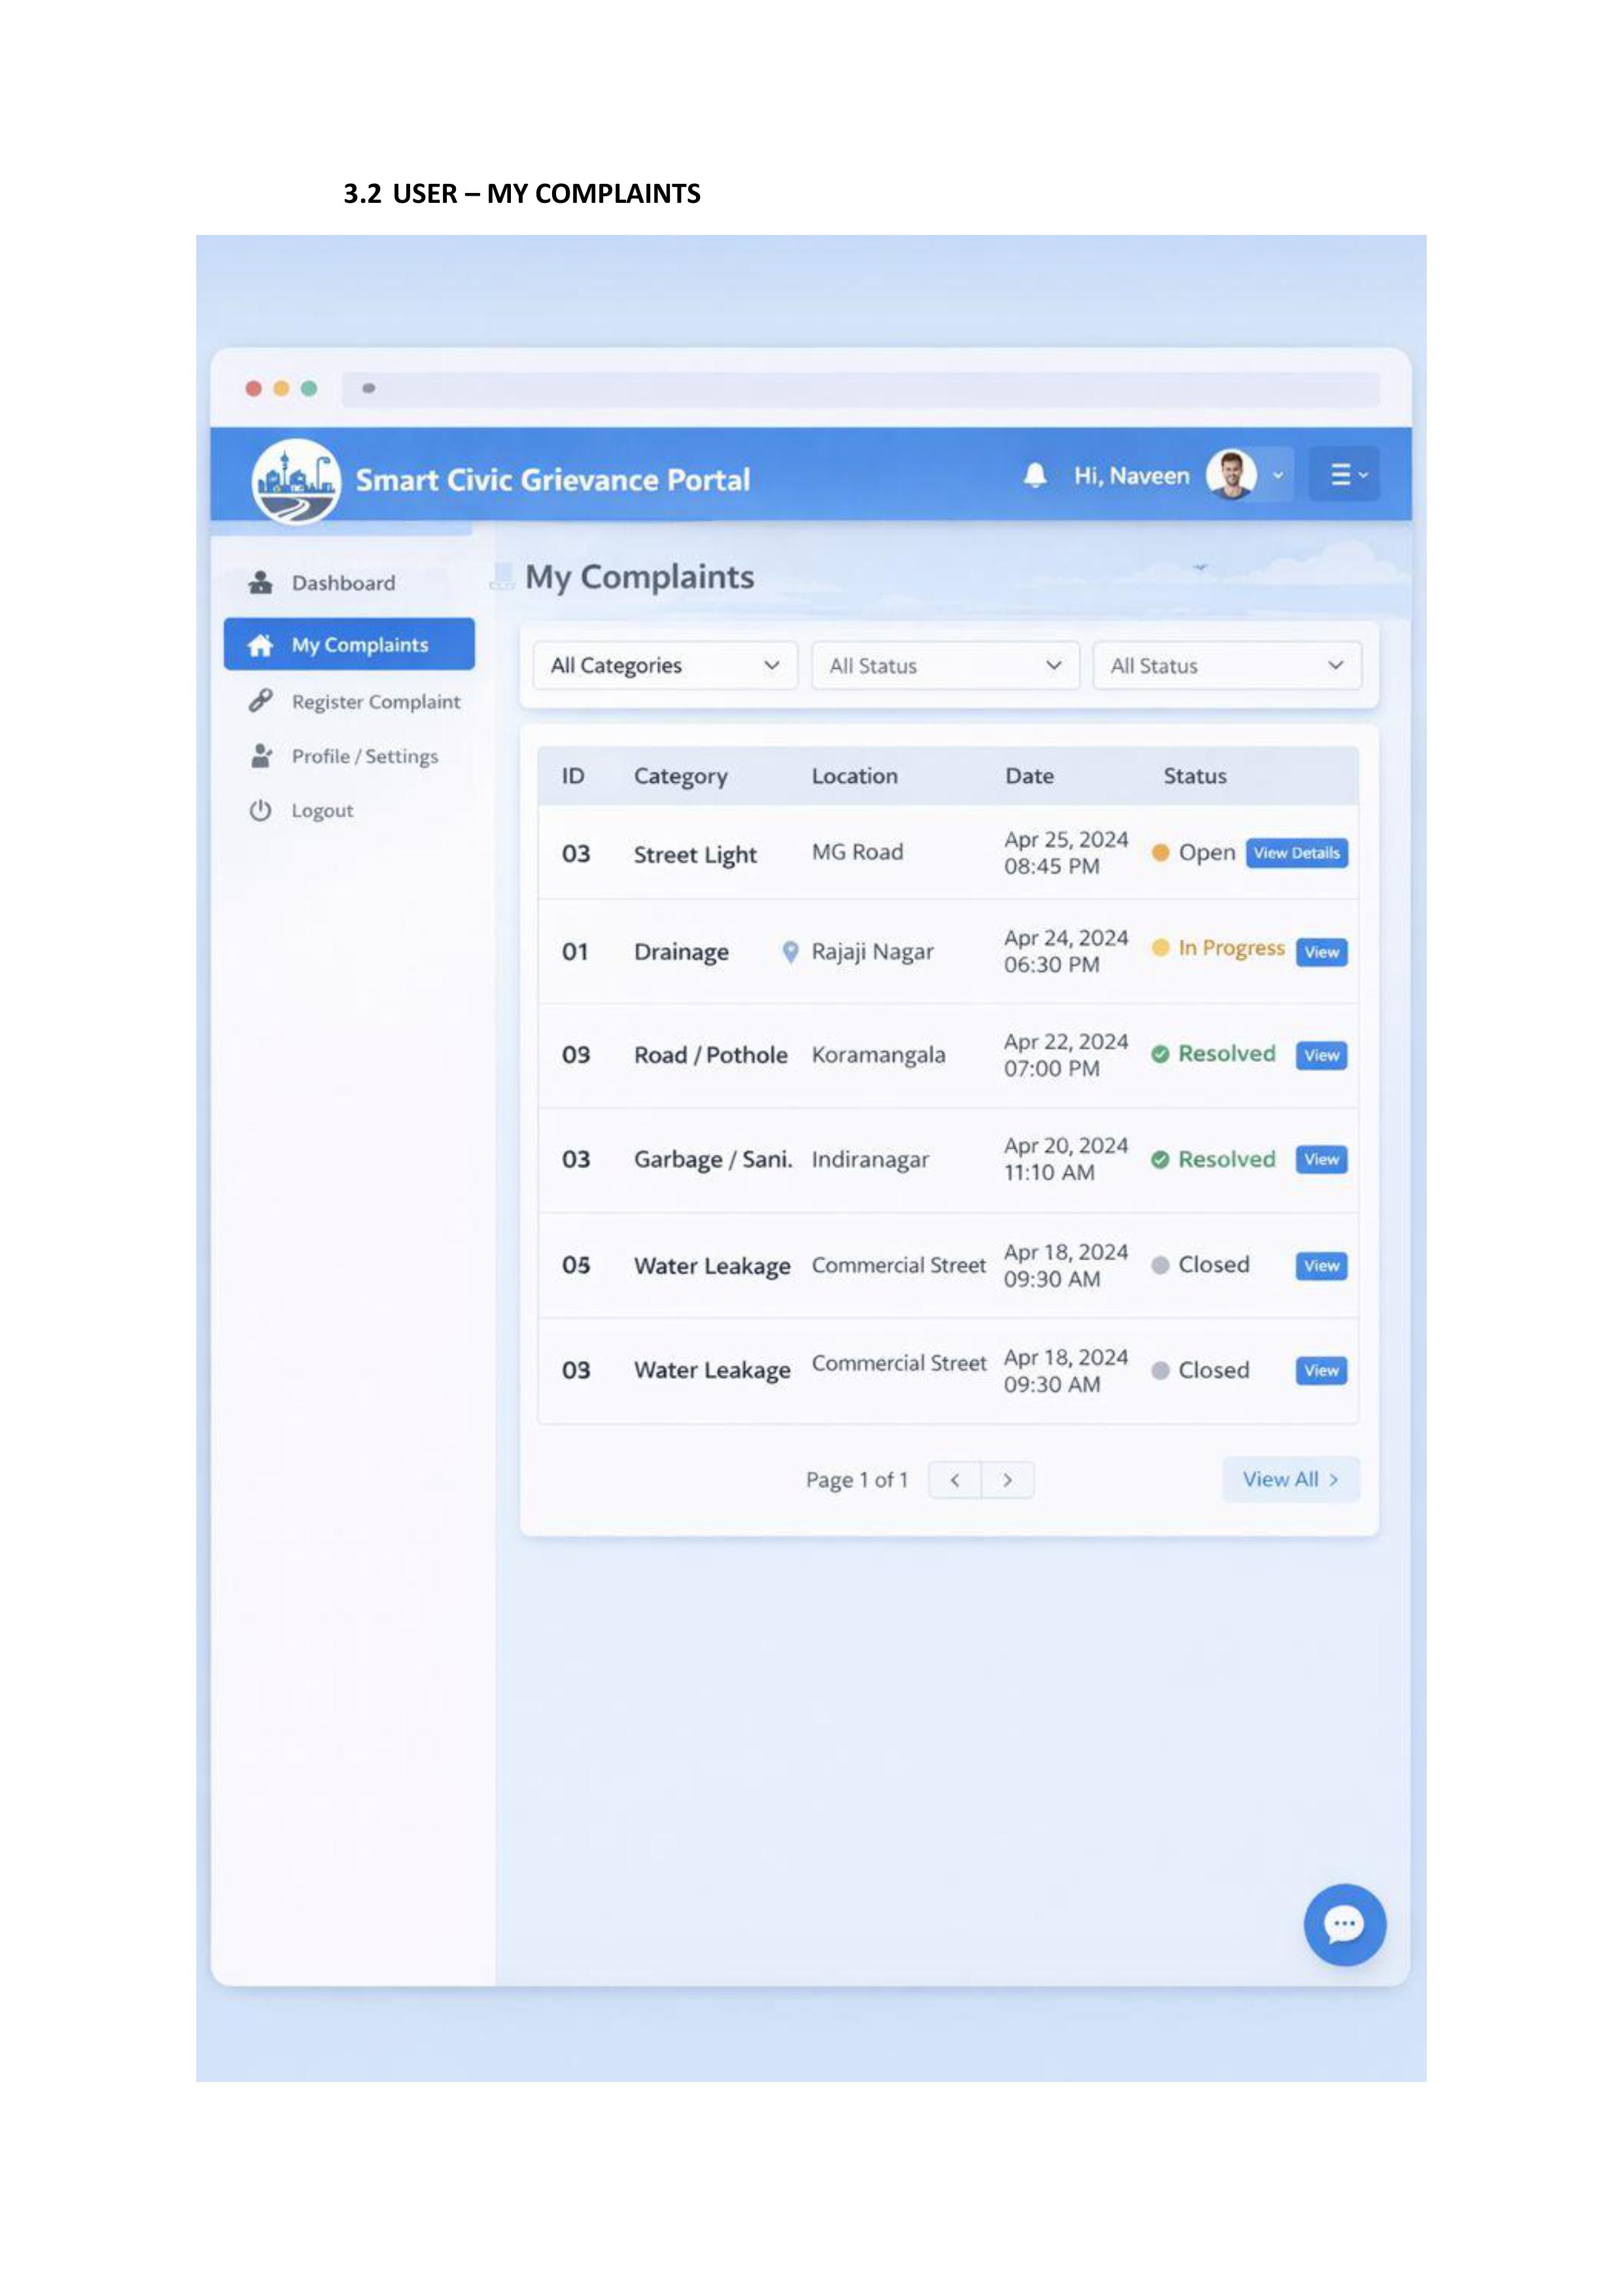 3.2 USER – MY COMPLAINTS
Smart Civic Grievance Portal
Hi, Naveen
Dashboard
My Complaints
Register Complaint
Profile / Settings
Logout
My Complaints
All Categories
All Status
All Status
ID Category Location Date Status
03 Street Light MG Road Apr 25, 2024 08:45 PM Open View Details
01 Drainage Rajaji Nagar Apr 24, 2024 06:30 PM In Progress View
09 Road / Pothole Koramangala Apr 22, 2024 07:00 PM Resolved View
03 Garbage / Sani. Indiranagar Apr 20, 2024 11:10 AM Resolved View
05 Water Leakage Commercial Street Apr 18, 2024 09:30 AM Closed View
03 Water Leakage Commercial Street Apr 18, 2024 09:30 AM Closed View
Page 1 of 1 < >
View All >